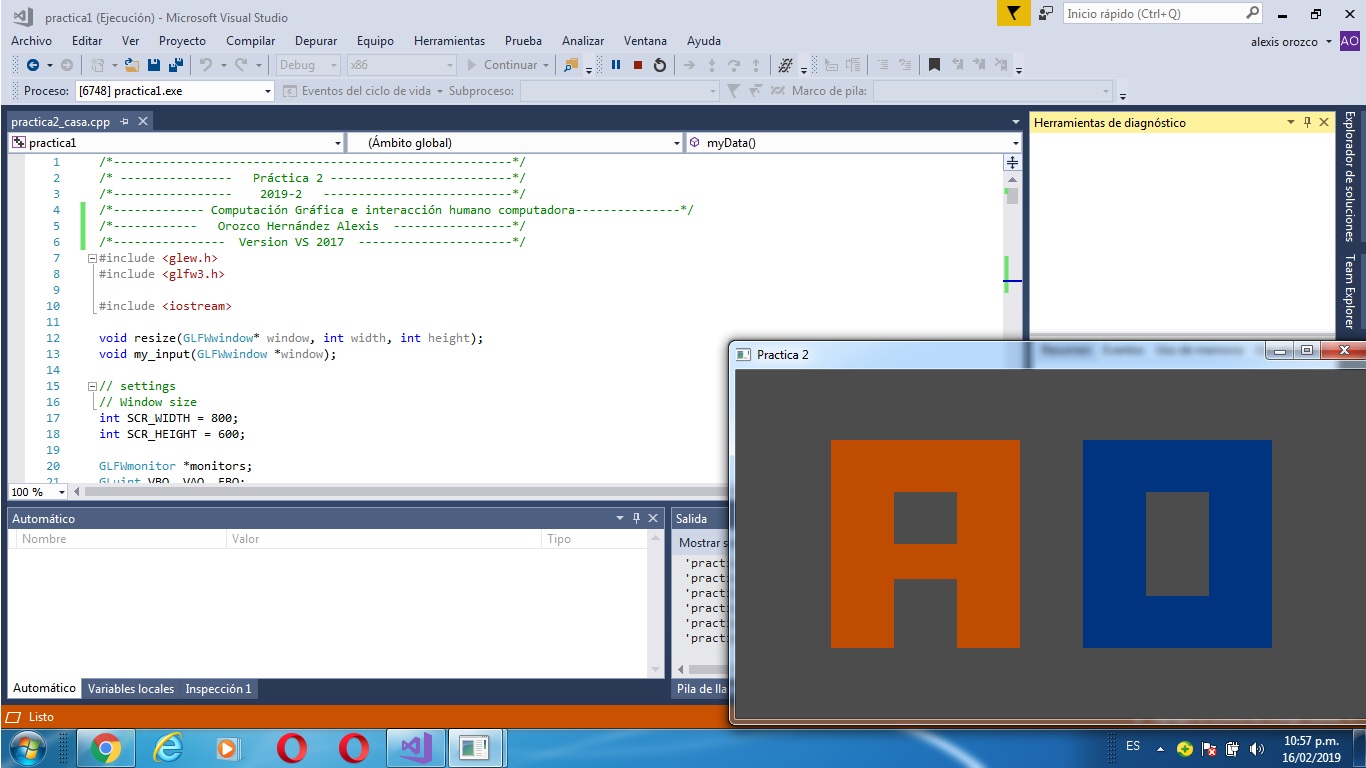 practica1 (Ejecución) - Microsoft Visual Studio
Inicio rápido (Ctrl+Q)
Archivo Editar Ver Proyecto Compilar Depurar Equipo Herramientas Prueba Analizar Ventana Ayuda
alexis orozco AO
Debug x86 Continuar
Proceso: [6748] practica1.exe Eventos del ciclo de vida Subproceso: Marco de pila:
practica2_casa.cpp
Herramientas de diagnóstico
practica1 (Ámbito global) myData()
1 /*---------------------------------------------------------*/
2 /* ---------------- Práctica 2 --------------------------*/
3 /*----------------- 2019-2 ---------------------------*/
4 /*------------- Computación Gráfica e interacción humano computadora---------------*/
5 /*------------ Orozco Hernández Alexis -----------------*/
6 /*---------------- Version VS 2017 ----------------------*/
7 #include <glew.h>
8 #include <glfw3.h>
9
10 #include <iostream>
11
12 void resize(GLFWwindow* window, int width, int height);
13 void my_input(GLFWwindow *window);
14
15 // settings
16 // Window size
17 int SCR_WIDTH = 800;
18 int SCR_HEIGHT = 600;
19
20 GLFWmonitor *monitors;
21 GLuint VBO, VAO, EBO;
100 %
Explorador de soluciones
Team Explorer
Practica 2
A O
Automático
Nombre Valor Tipo
Salida
Mostrar s
'pract
'pract
'pract
'pract
'pract
'pract
Automático Variables locales Inspección 1
Pila de lla
Listo
ES
10:57 p.m.
16/02/2019